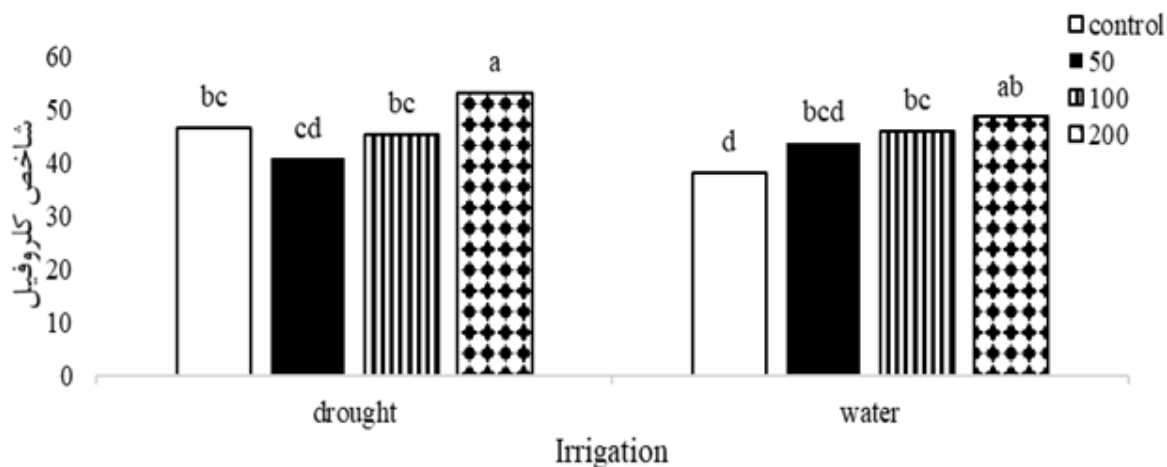 control
50
100
200
60
50
40
30
20
10
0
شاخص کلروفیل
bc
cd
bc
a
d
bcd
bc
ab
drought
water
Irrigation